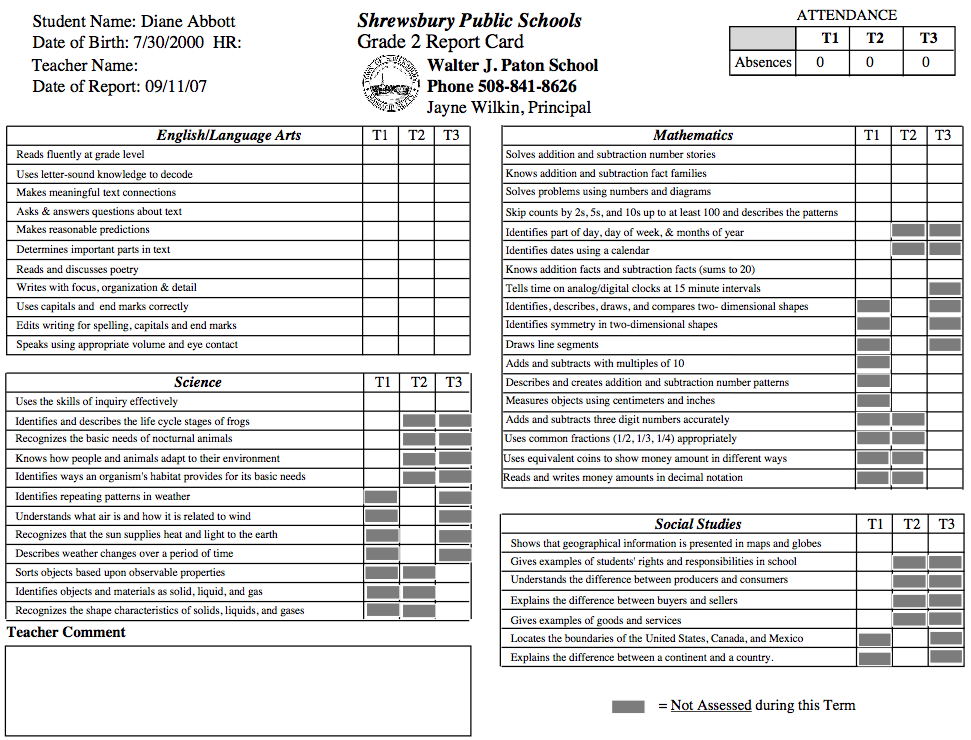 Student Name: Diane Abbott
Date of Birth: 7/30/2000 HR:
Teacher Name:
Date of Report: 09/11/07
Shrewsbury Public Schools
Grade 2 Report Card
Walter J. Paton School
Phone 508-841-8626
Jayne Wilkin, Principal
ATTENDANCE
T1 T2 T3
Absences 0 0 0
English/Language Arts T1 T2 T3
Reads fluently at grade level
Uses letter-sound knowledge to decode
Makes meaningful text connections
Asks & answers questions about text
Makes reasonable predictions
Determines important parts in text
Reads and discusses poetry
Writes with focus, organization & detail
Uses capitals and end marks correctly
Edits writing for spelling, capitals and end marks
Speaks using appropriate volume and eye contact
Science T1 T2 T3
Uses the skills of inquiry effectively
Identifies and describes the life cycle stages of frogs
Recognizes the basic needs of nocturnal animals
Knows how people and animals adapt to their environment
Identifies ways an organism's habitat provides for its basic needs
Identifies repeating patterns in weather
Understands what air is and how it is related to wind
Recognizes that the sun supplies heat and light to the earth
Describes weather changes over a period of time
Sorts objects based upon observable properties
Identifies objects and materials as solid, liquid, and gas
Recognizes the shape characteristics of solids, liquids, and gases
Teacher Comment
Mathematics T1 T2 T3
Solves addition and subtraction number stories
Knows addition and subtraction fact families
Solves problems using numbers and diagrams
Skip counts by 2s, 5s, and 10s up to at least 100 and describes the patterns
Identifies part of day, day of week, & months of year
Identifies dates using a calendar
Knows addition facts and subtraction facts (sums to 20)
Tells time on analog/digital clocks at 15 minute intervals
Identifies, describes, draws, and compares two- dimensional shapes
Identifies symmetry in two-dimensional shapes
Draws line segments
Adds and subtracts with multiples of 10
Describes and creates addition and subtraction number patterns
Measures objects using centimeters and inches
Adds and subtracts three digit numbers accurately
Uses common fractions (1/2, 1/3, 1/4) appropriately
Uses equivalent coins to show money amount in different ways
Reads and writes money amounts in decimal notation
Social Studies T1 T2 T3
Shows that geographical information is presented in maps and globes
Gives examples of students' rights and responsibilities in school
Understands the difference between producers and consumers
Explains the difference between buyers and sellers
Gives examples of goods and services
Locates the boundaries of the United States, Canada, and Mexico
Explains the difference between a continent and a country.
= Not Assessed during this Term